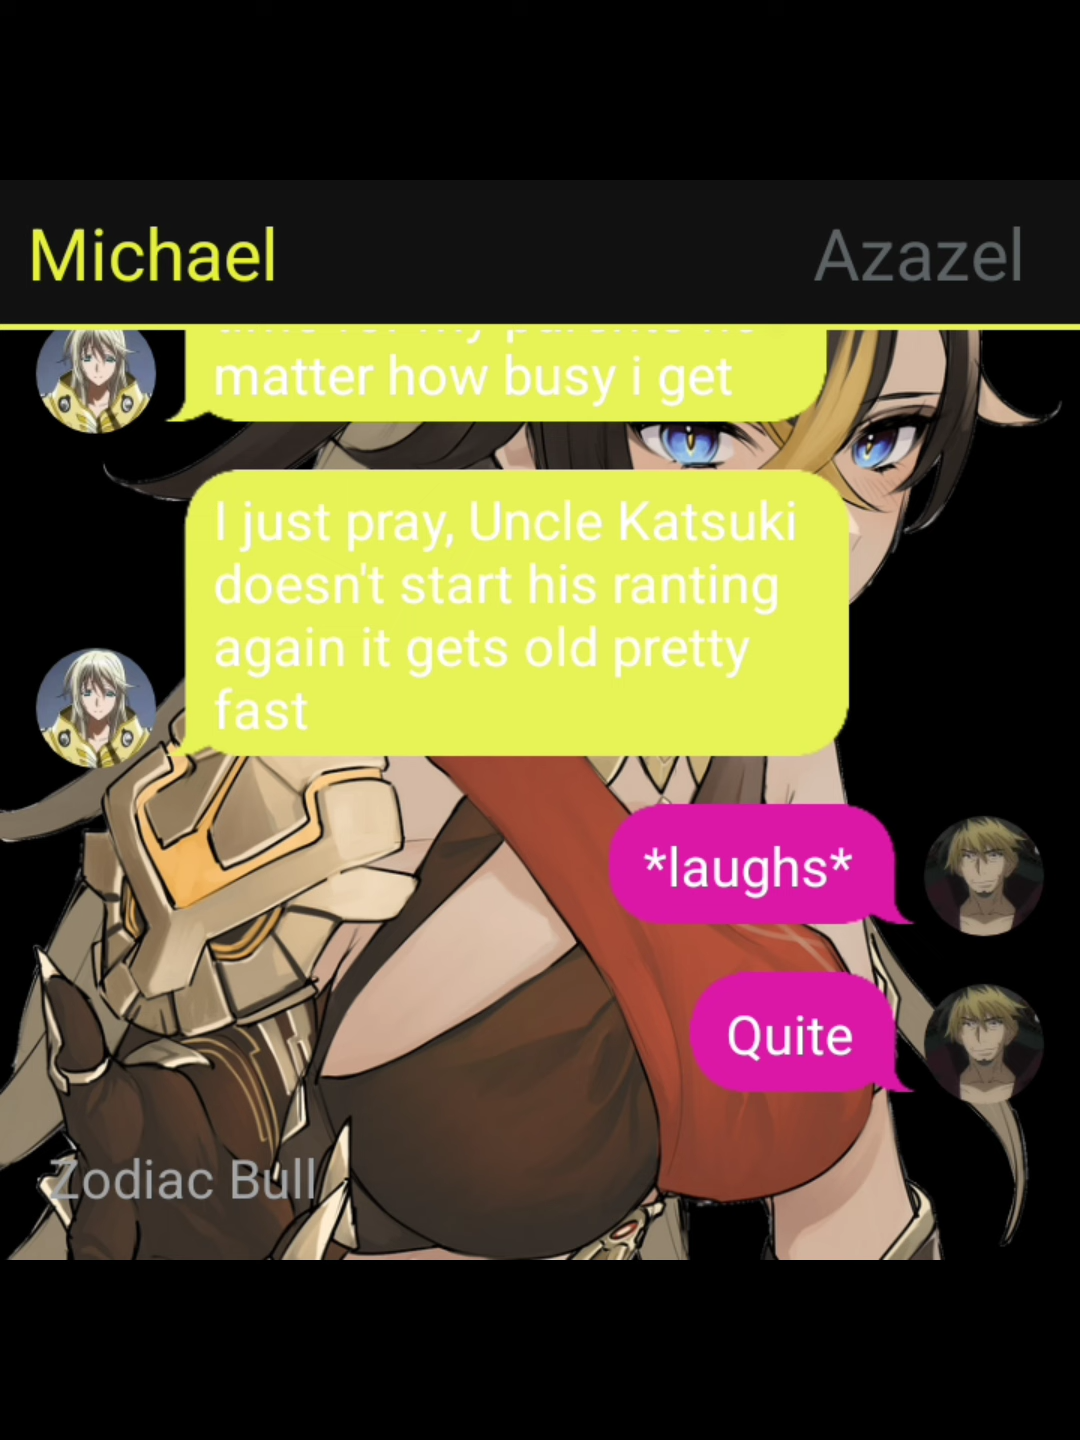 Michael
Azazel
matter how busy i get
I just pray, Uncle Katsuki
doesn't start his ranting
again it gets old pretty
fast
*laughs*
Quite
Zodiac Bull